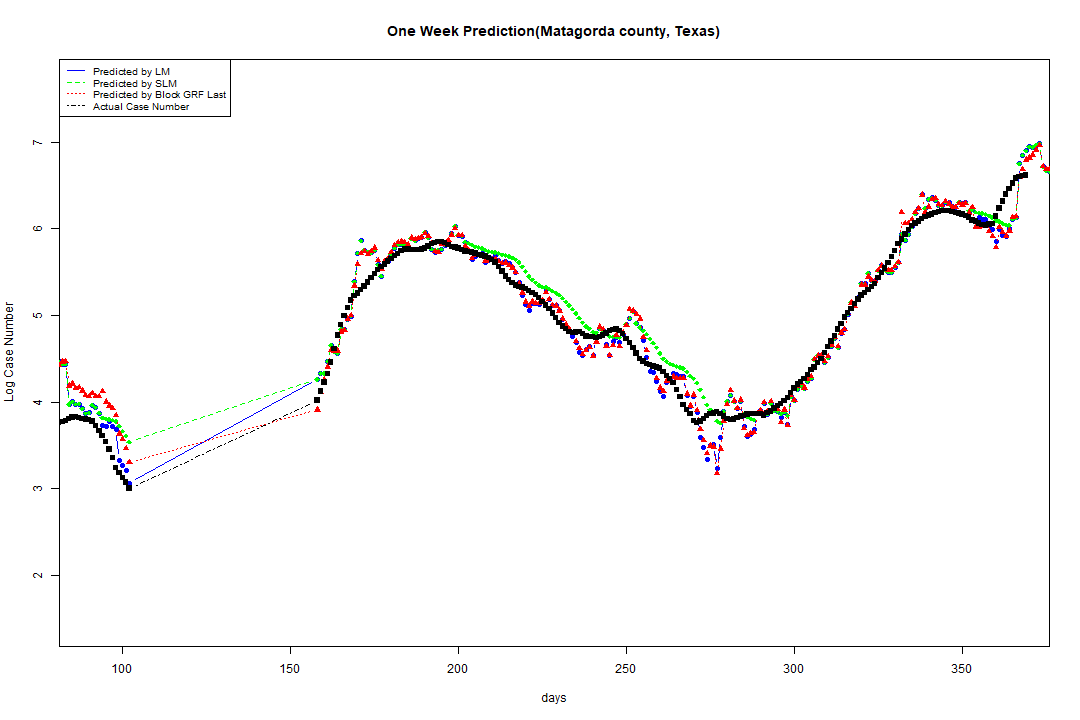 One Week Prediction(Matagorda county, Texas)
Predicted by LM
Predicted by SLM
Predicted by Block GRF Last
Actual Case Number
7
6
5
4
3
2
Log Case Number
100 150 200 250 300 350
days